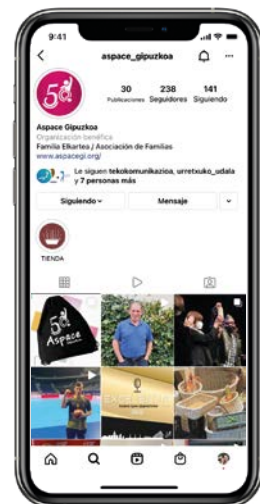 9:41
aspace_gipuzkoa
50
30 238 141
Publicaciones Seguidores Siguiendo
Aspace Gipuzkoa
Organización benéfica
Familia Elkartea / Asociación de Familias
www.aspacegi.org/
Le siguen tekokomunikazioa, urretxuko_udala
y 7 personas más
Siguiendo
Mensaje
TIENDA
Aspace